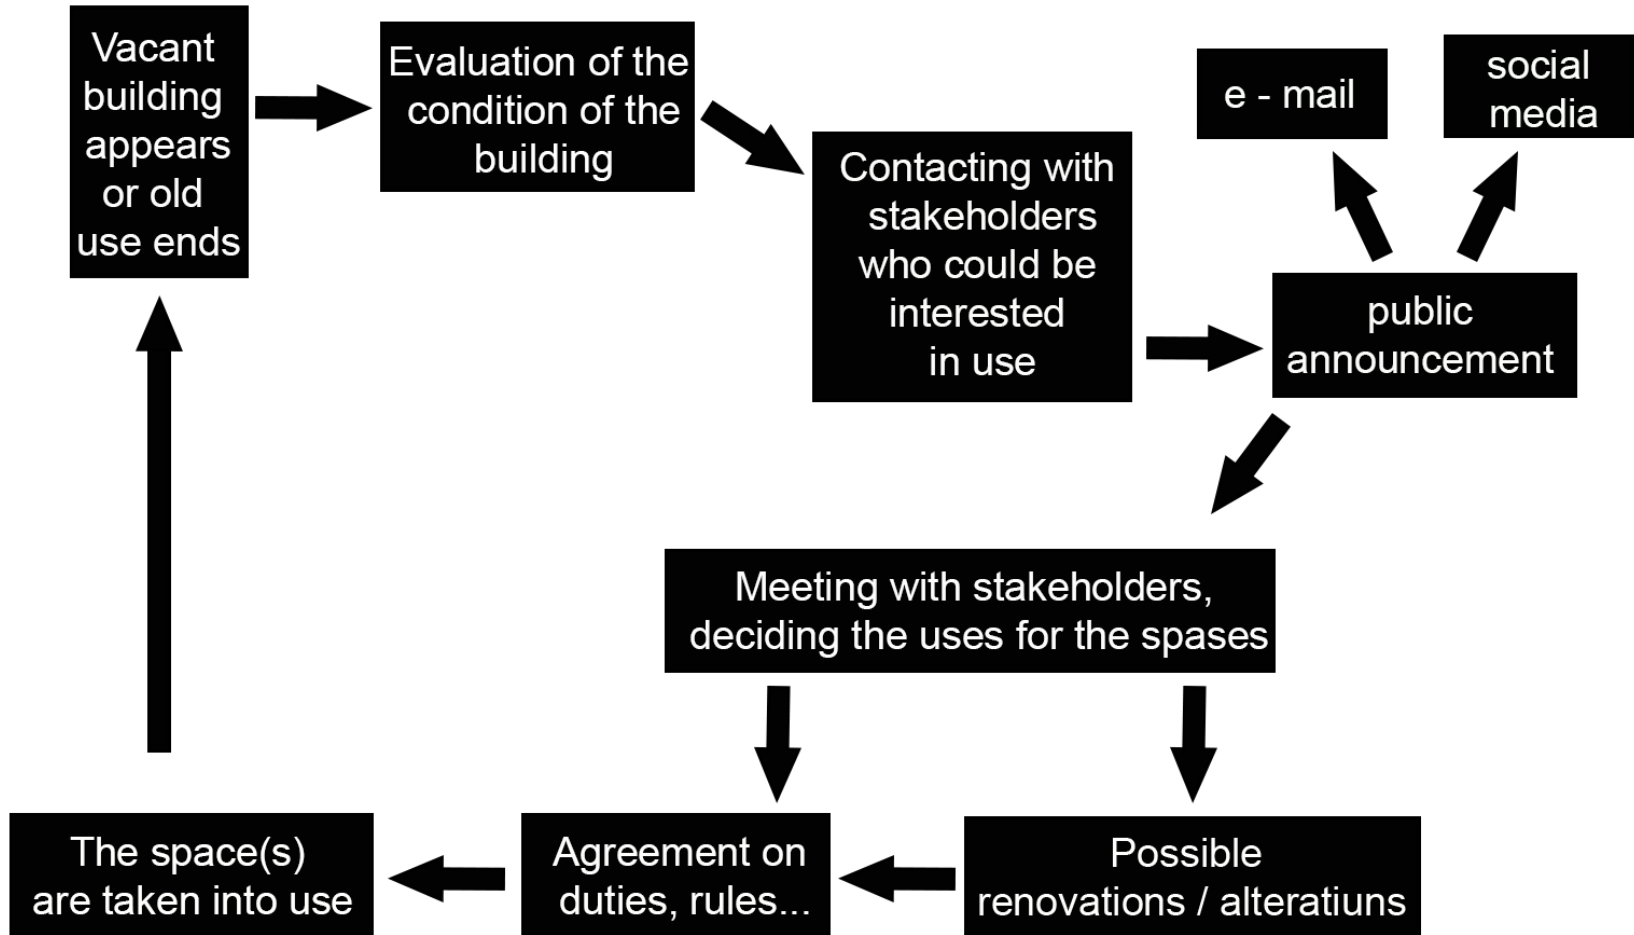 Vacant
building
appears
or old
use ends
Evaluation of the
condition of the
building
Contacting with
stakeholders
who could be
interested
in use
e - mail
social
media
public
announcement
Meeting with stakeholders,
deciding the uses for the spases
Possible
renovations / alteratiuns
Agreement on
duties, rules...
The space(s)
are taken into use